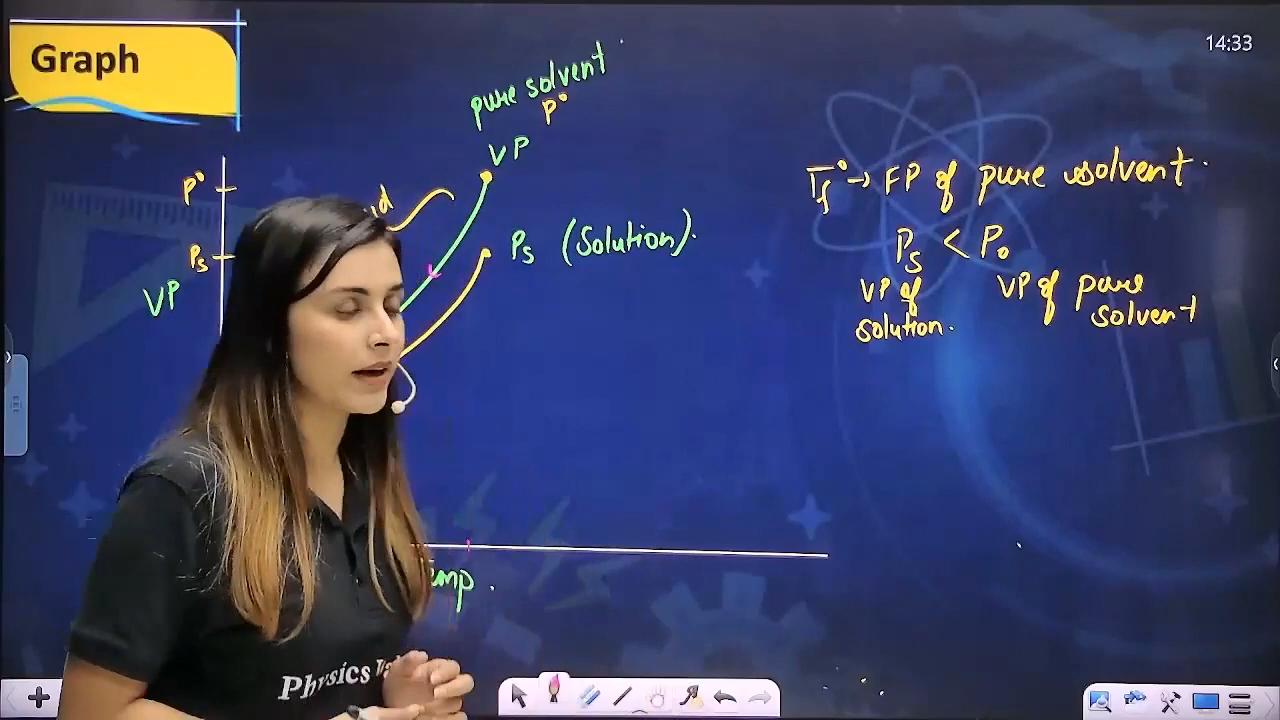 Graph
14:33
pure solvent
P°
VP
P°
Ps
VP
Ps (Solution).
Tf° → FP of pure solvent.
Ps < Po
VP of solution.
VP of pure solvent
Physics